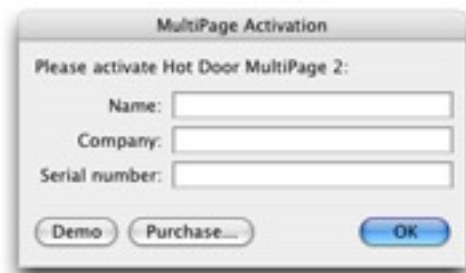 MultiPage Activation
Please activate Hot Door MultiPage 2:
Name:
Company:
Serial number:
Demo Purchase... OK